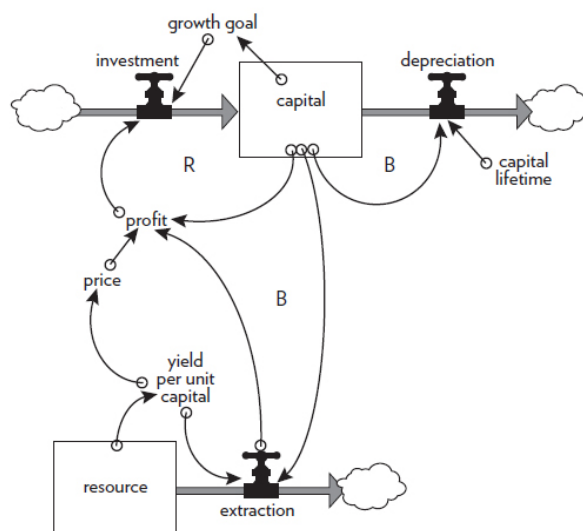 growth goal
investment
depreciation
capital
R
B
capital
lifetime
profit
price
B
yield
per unit
capital
resource
extraction